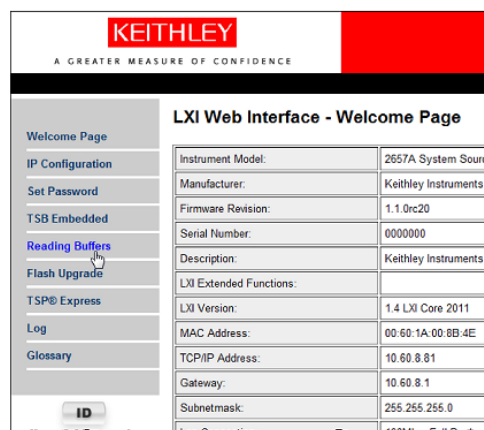 KEITHLEY
A GREATER MEASURE OF CONFIDENCE
LXI Web Interface - Welcome Page
Welcome Page
IP Configuration
Set Password
TSB Embedded
Reading Buffers
Flash Upgrade
TSP® Express
Log
Glossary
ID
Instrument Model: 2657A System Sour
Manufacturer: Keithley Instruments
Firmware Revision: 1.1.0rc20
Serial Number: 0000000
Description: Keithley Instruments
LXI Extended Functions:
LXI Version: 1.4 LXI Core 2011
MAC Address: 00:60:1A:00:8B:4E
TCP/IP Address: 10.60.8.81
Gateway: 10.60.8.1
Subnetmask: 255.255.255.0